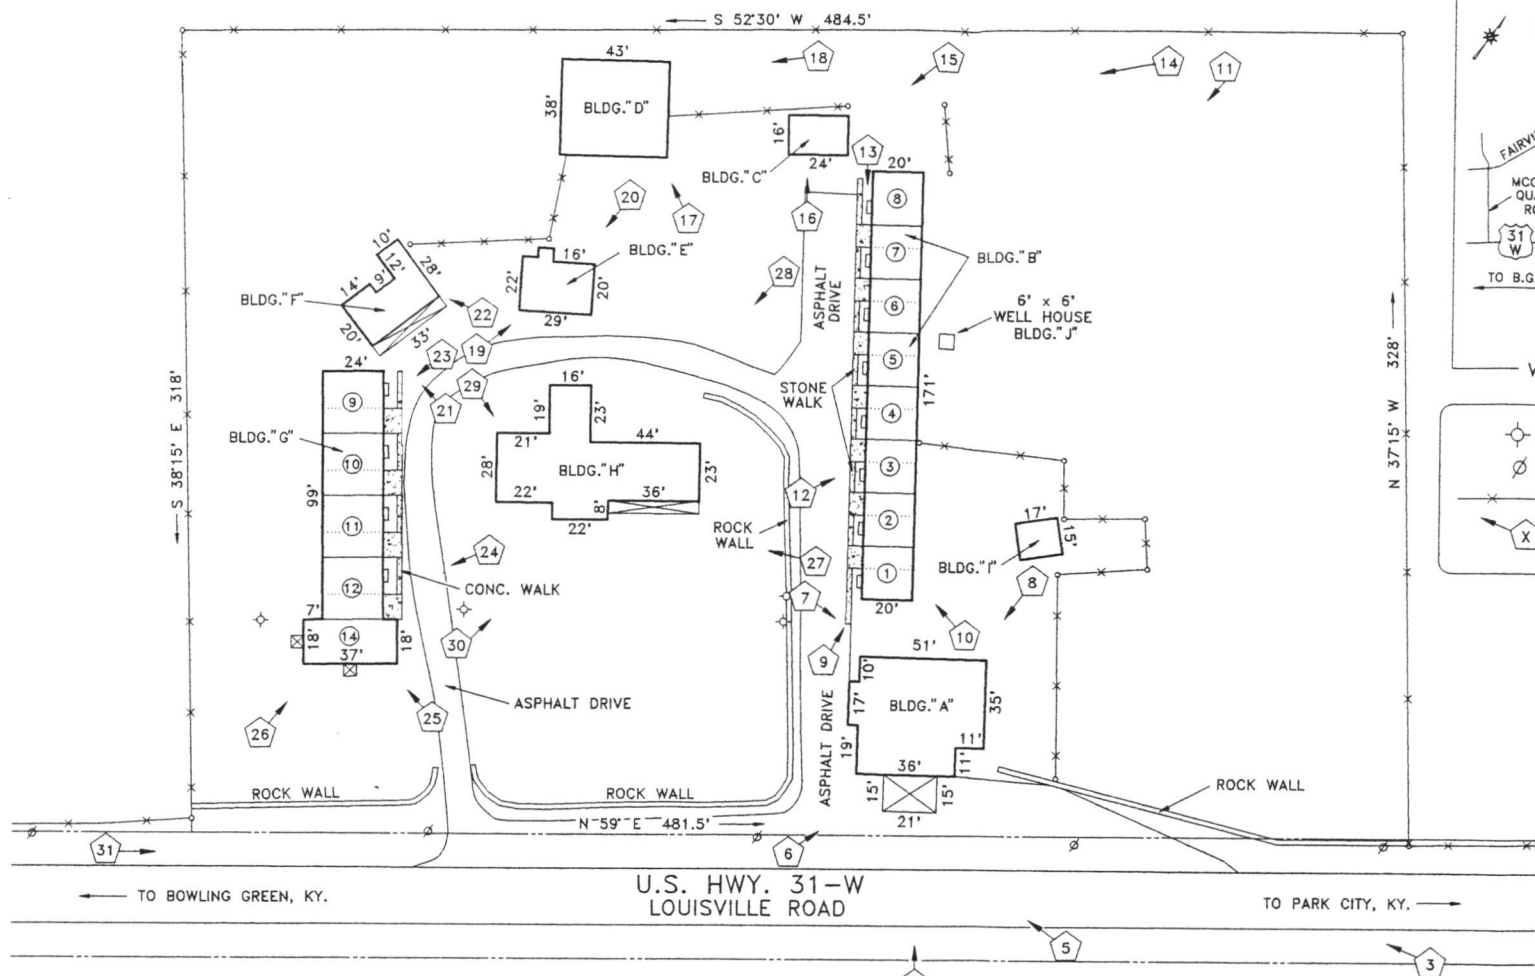 S 52°30' W 484.5'
18
15
14
11
43'
38'
BLDG."D"
16'
24'
BLDG."C"
13
20'
8
FAIRVI
20
17
16
7
BLDG."B"
31
W
10'
12'
28'
14'
9'
BLDG."F"
20'
33'
22
16'
22'
20'
29'
BLDG."E"
28
ASPHALT
DRIVE
6
6' x 6'
WELL HOUSE
BLDG."J"
TO B.G.
23
19
29
21
5
171'
STONE
WALK
4
S 38°15' E 318'
N 37°15' W 328'
24'
9
BLDG."G"
10
99'
11
12
16'
19'
23'
21'
44'
28'
BLDG."H"
23'
22'
8'
36'
22'
12
3
ROCK
WALL
2
17'
15'
BLDG."I"
X
24
27
1
8
CONC. WALK
7
20'
7'
18'
14
18'
37'
30
9
10
51'
10'
17'
BLDG."A"
35'
19'
11'
11'
36'
15'
15'
21'
26
25
ASPHALT DRIVE
ASPHALT DRIVE
ROCK WALL
ROCK WALL
ROCK WALL
N 59° E 481.5'
31
6
U.S. HWY. 31-W
LOUISVILLE ROAD
TO BOWLING GREEN, KY.
TO PARK CITY, KY.
5
3